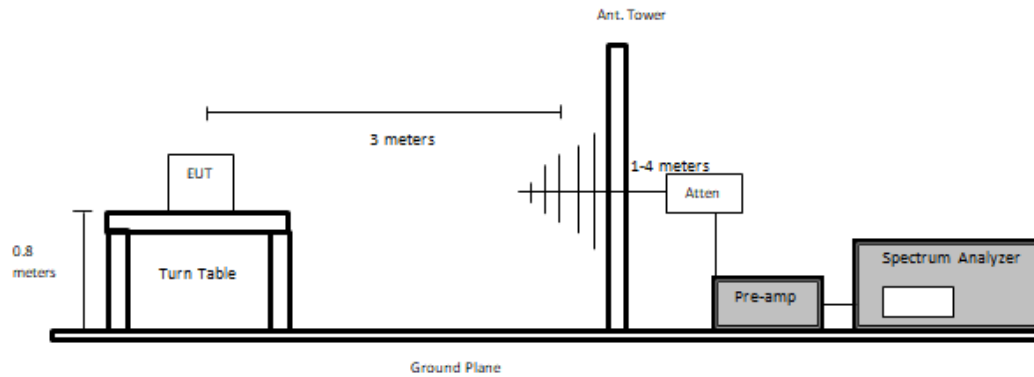 Ant. Tower
3 meters
EUT
1-4 meters
Atten
0.8
meters
Turn Table
Spectrum Analyzer
Pre-amp
Ground Plane